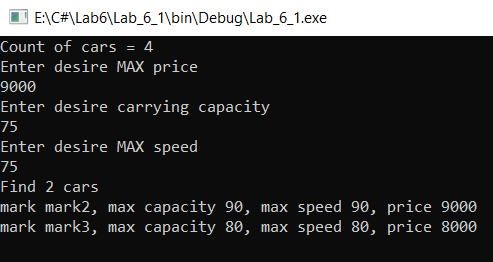 E:\C#\Lab6\Lab_6_1\bin\Debug\Lab_6_1.exe
Count of cars = 4
Enter desire MAX price
9000
Enter desire carrying capacity
75
Enter desire MAX speed
75
Find 2 cars
mark mark2, max capacity 90, max speed 90, price 9000
mark mark3, max capacity 80, max speed 80, price 8000